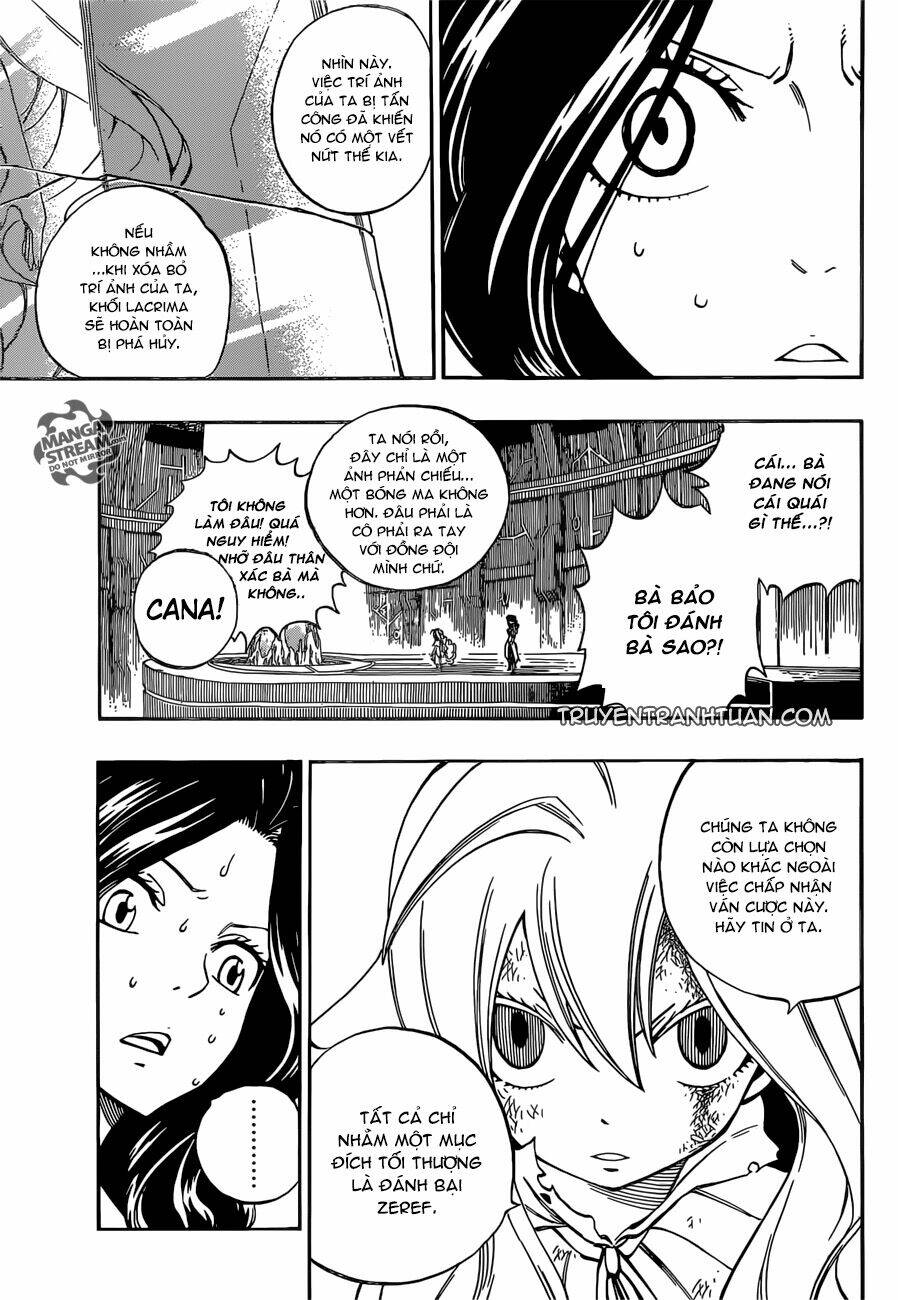 NHÌN NÀY.
VIỆC TRÍ ẢNH
CỦA TA BỊ TẤN
CÔNG ĐÃ KHIẾN
NÓ CÓ MỘT VẾT
NỨT THẾ KIA.
NẾU
KHÔNG NHẦM
...KHI XÓA BỎ
TRÍ ẢNH CỦA TA,
KHỐI LACRIMA
SẼ HOÀN TOÀN
BỊ PHÁ HỦY.
MANGA
STREAM.COM
DO NOT MIRROR
CÁI... BÀ
ĐANG NÓI
CÁI QUÁI
GÌ THẾ...?!
BÀ BẢO
TÔI ĐÁNH
BÀ SAO?!
TA NÓI RỒI,
ĐÂY CHỈ LÀ MỘT
ẢNH PHẢN CHIẾU...
MỘT BÓNG MA KHÔNG
HƠN. ĐÂU PHẢI LÀ
CÔ PHẢI RA TAY
VỚI ĐỒNG ĐỘI
MÌNH CHỨ.
TÔI KHÔNG
LÀM ĐÂU! QUÁ
NGUY HIỂM!
NHỠ ĐÂU THÂN
XÁC BÀ MÀ
KHÔNG..
CANA!
TRUYENTRANHTUAN.COM
CHÚNG TA KHÔNG
CÒN LỰA CHỌN
NÀO KHÁC NGOÀI
VIỆC CHẤP NHẬN
VÁN CƯỢC NÀY.
HÃY TIN Ở TA.
TẤT CẢ CHỈ
NHẰM MỘT MỤC
ĐÍCH TỐI THƯỢNG
LÀ ĐÁNH BẠI
ZEREF.
..........